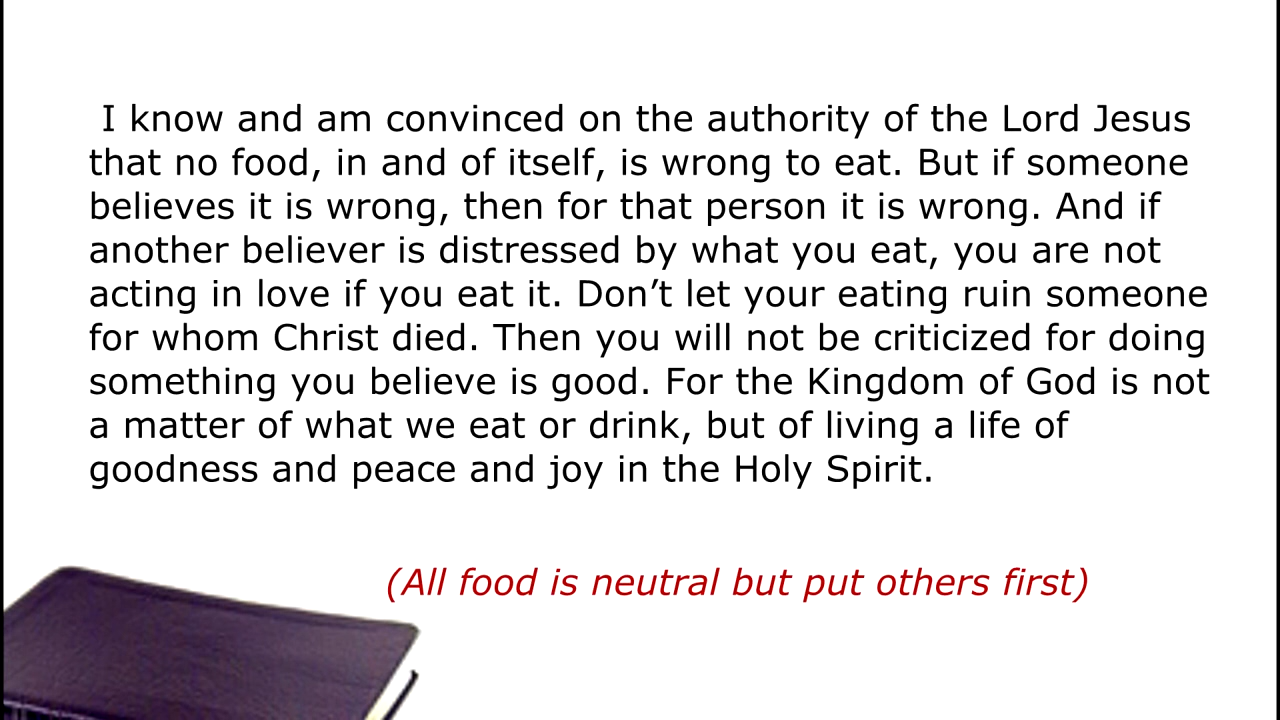 I know and am convinced on the authority of the Lord Jesus
that no food, in and of itself, is wrong to eat. But if someone
believes it is wrong, then for that person it is wrong. And if
another believer is distressed by what you eat, you are not
acting in love if you eat it. Don’t let your eating ruin someone
for whom Christ died. Then you will not be criticized for doing
something you believe is good. For the Kingdom of God is not
a matter of what we eat or drink, but of living a life of
goodness and peace and joy in the Holy Spirit.
(All food is neutral but put others first)